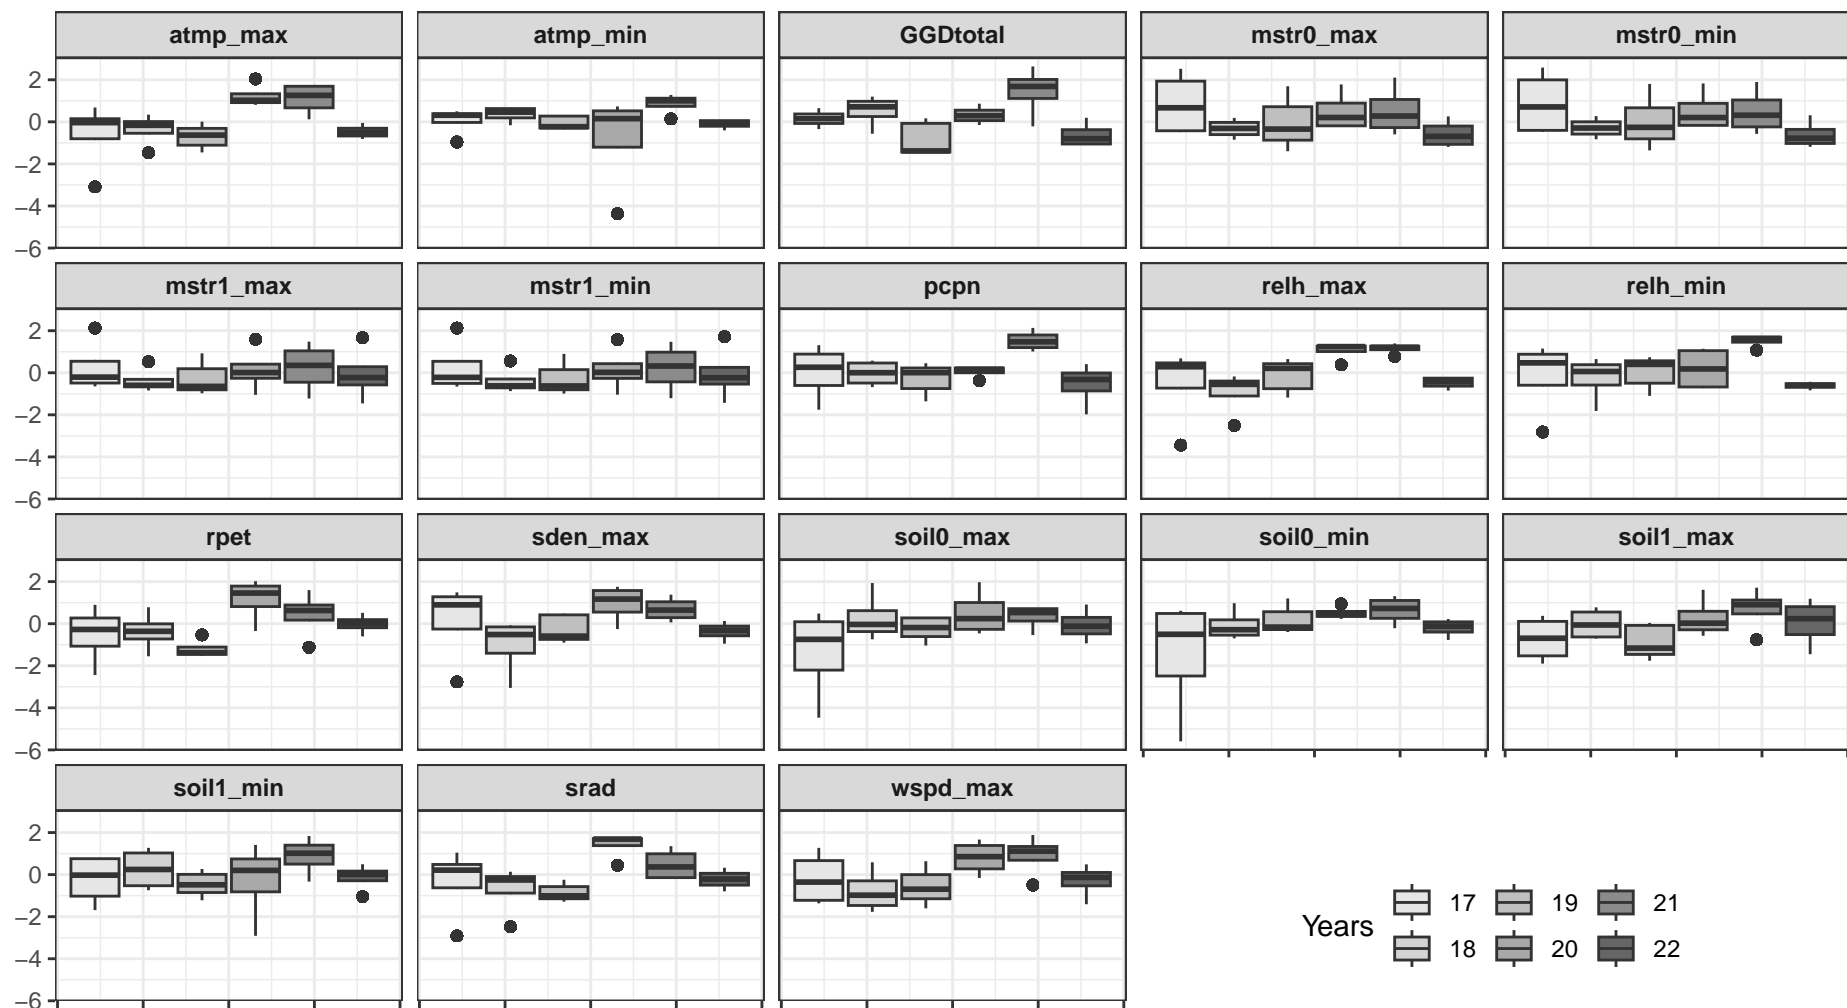 atmp_max atmp_min GGDtotal mstr0_max mstr0_min
2
0
−2
−4
−6
mstr1_max mstr1_min pcpn relh_max relh_min
2
0
−2
−4
−6
rpet sden_max soil0_max soil0_min soil1_max
2
0
−2
−4
−6
soil1_min srad wspd_max
2
0
−2
−4
−6
Years
17 19 21
18 20 22